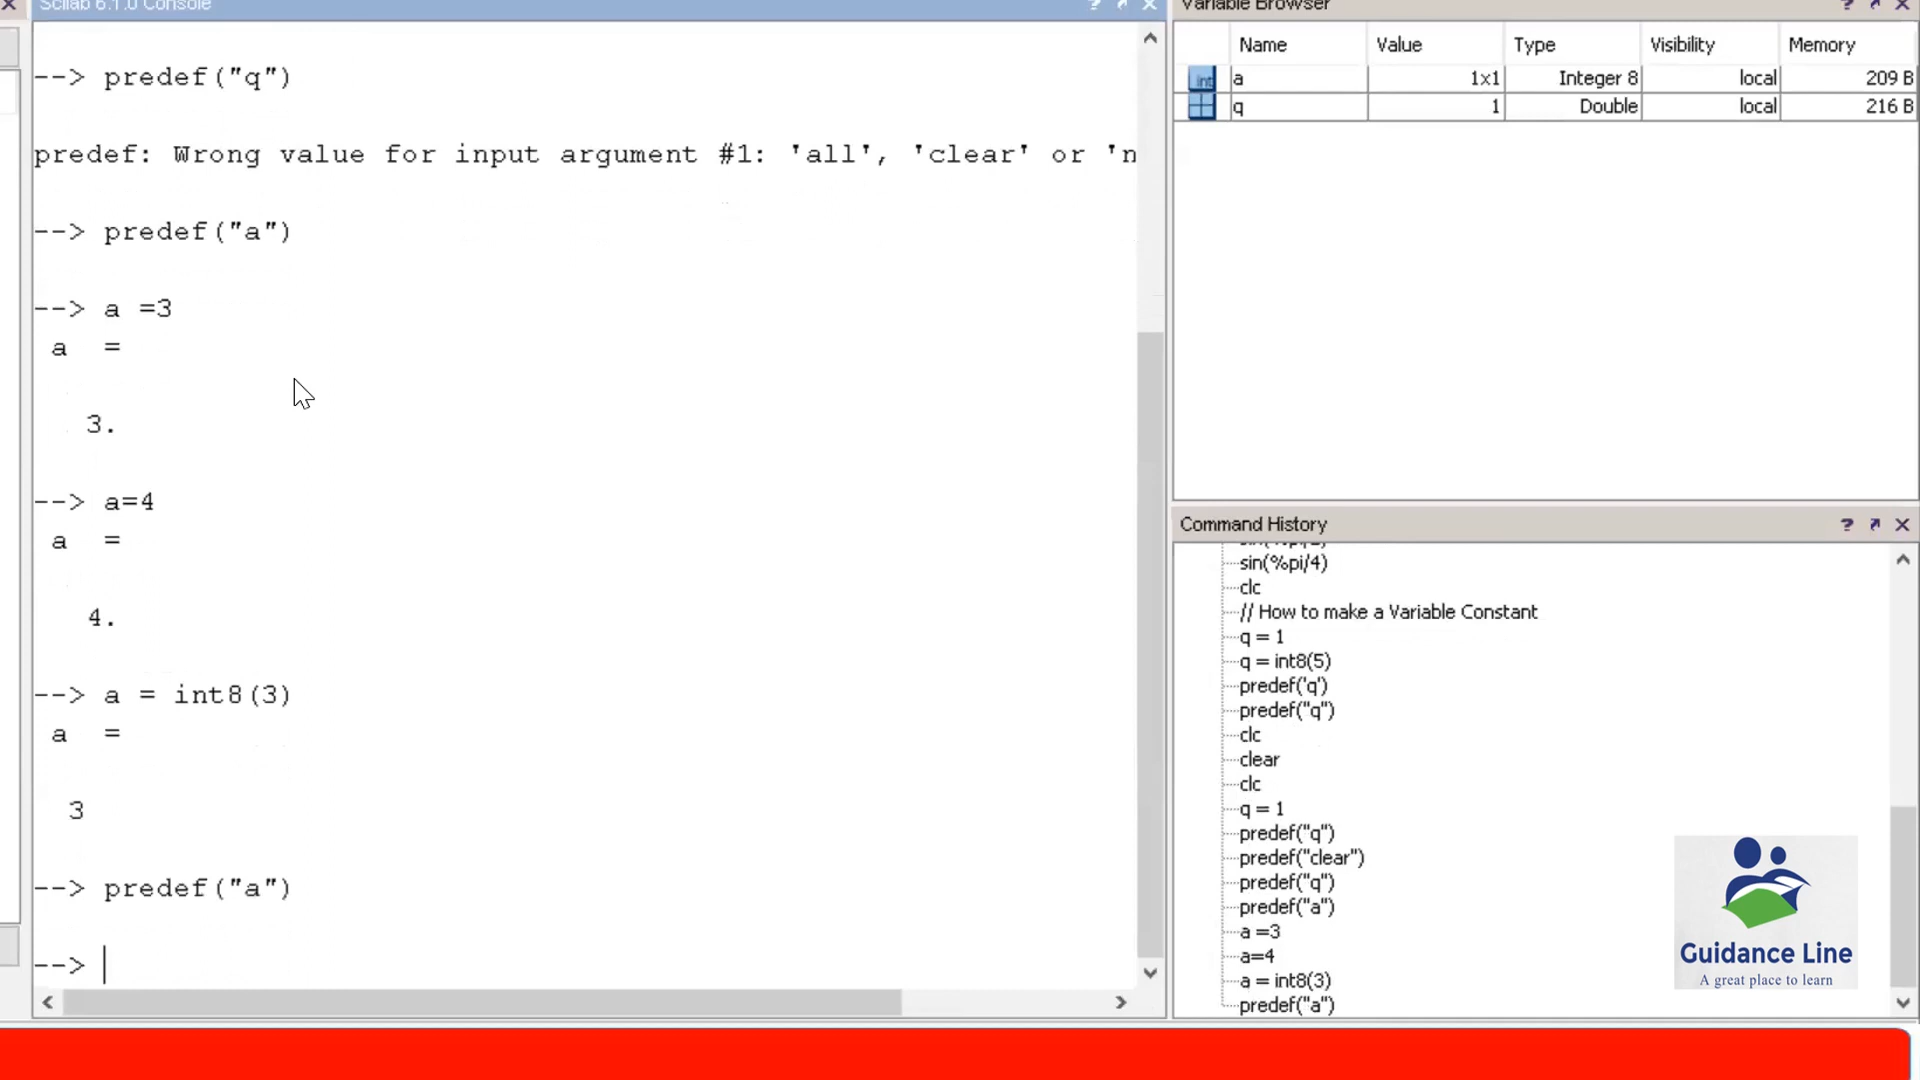 Scilab 6.1.0 Console
--> predef("q")
predef: Wrong value for input argument #1: 'all', 'clear' or 'n
--> predef("a")
--> a =3
a =
3.
--> a=4
a =
4.
--> a = int8(3)
a =
3
--> predef("a")
-->
Variable Browser
Name Value Type Visibility Memory
int a 1x1 Integer 8 local 209 B
q 1 Double local 216 B
Command History
sin(%pi/4)
clc
// How to make a Variable Constant
q = 1
q = int8(5)
predef('q')
predef("q")
clc
clear
clc
q = 1
predef("q")
predef("clear")
predef("q")
predef("a")
a =3
a=4
a = int8(3)
predef("a")
Guidance Line
A great place to learn